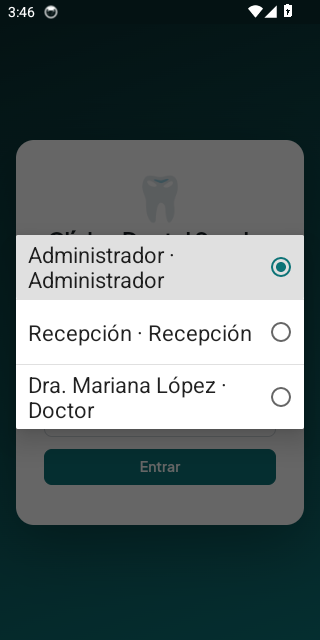 3:46
Administrador ·
Administrador
Recepción · Recepción
Dra. Mariana López ·
Doctor
Entrar